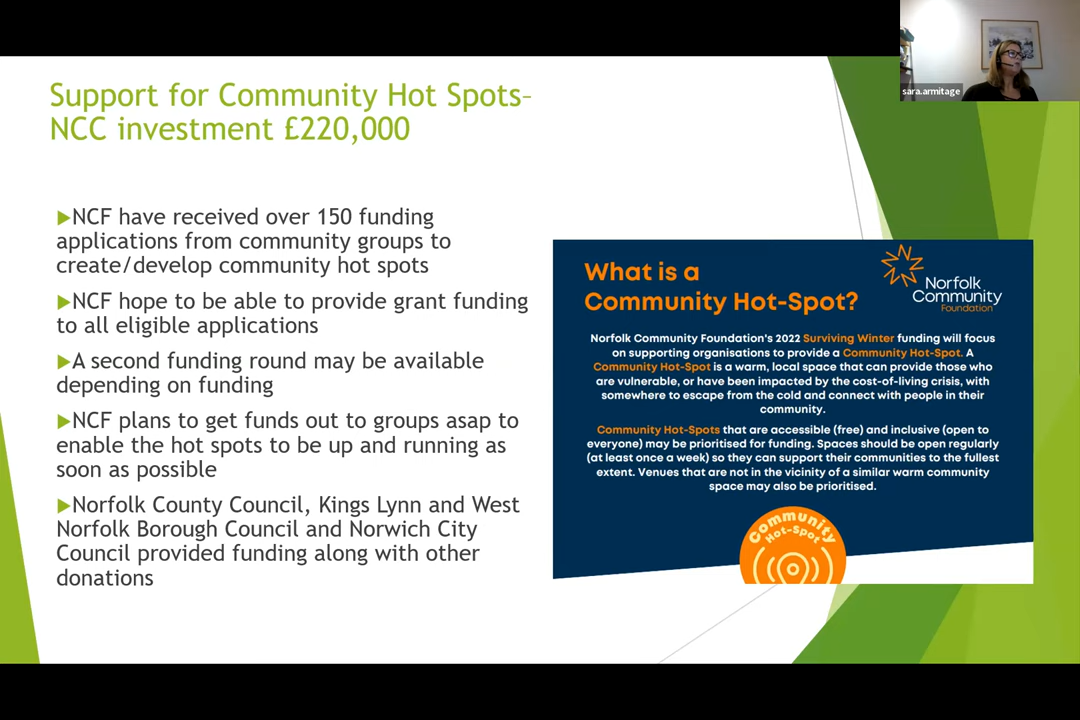 Support for Community Hot Spots–
NCC investment £220,000
NCF have received over 150 funding
applications from community groups to
create/develop community hot spots
NCF hope to be able to provide grant funding
to all eligible applications
A second funding round may be available
depending on funding
NCF plans to get funds out to groups asap to
enable the hot spots to be up and running as
soon as possible
Norfolk County Council, Kings Lynn and West
Norfolk Borough Council and Norwich City
Council provided funding along with other
donations
What is a
Community Hot-Spot?
Norfolk
Community
Foundation
Norfolk Community Foundation's 2022 Surviving Winter funding will focus
on supporting organisations to provide a Community Hot-Spot. A
Community Hot-Spot is a warm, local space that can provide those who
are vulnerable, or have been impacted by the cost-of-living crisis, with
somewhere to escape from the cold and connect with people in their
community.
Community Hot-Spots that are accessible (free) and inclusive (open to
everyone) may be prioritised for funding. Spaces should be open regularly
(at least once a week) so they can support their communities to the fullest
extent. Venues that are not in the vicinity of a similar warm community
space may also be prioritised.
Community
Hot-Spot
sara.armitage